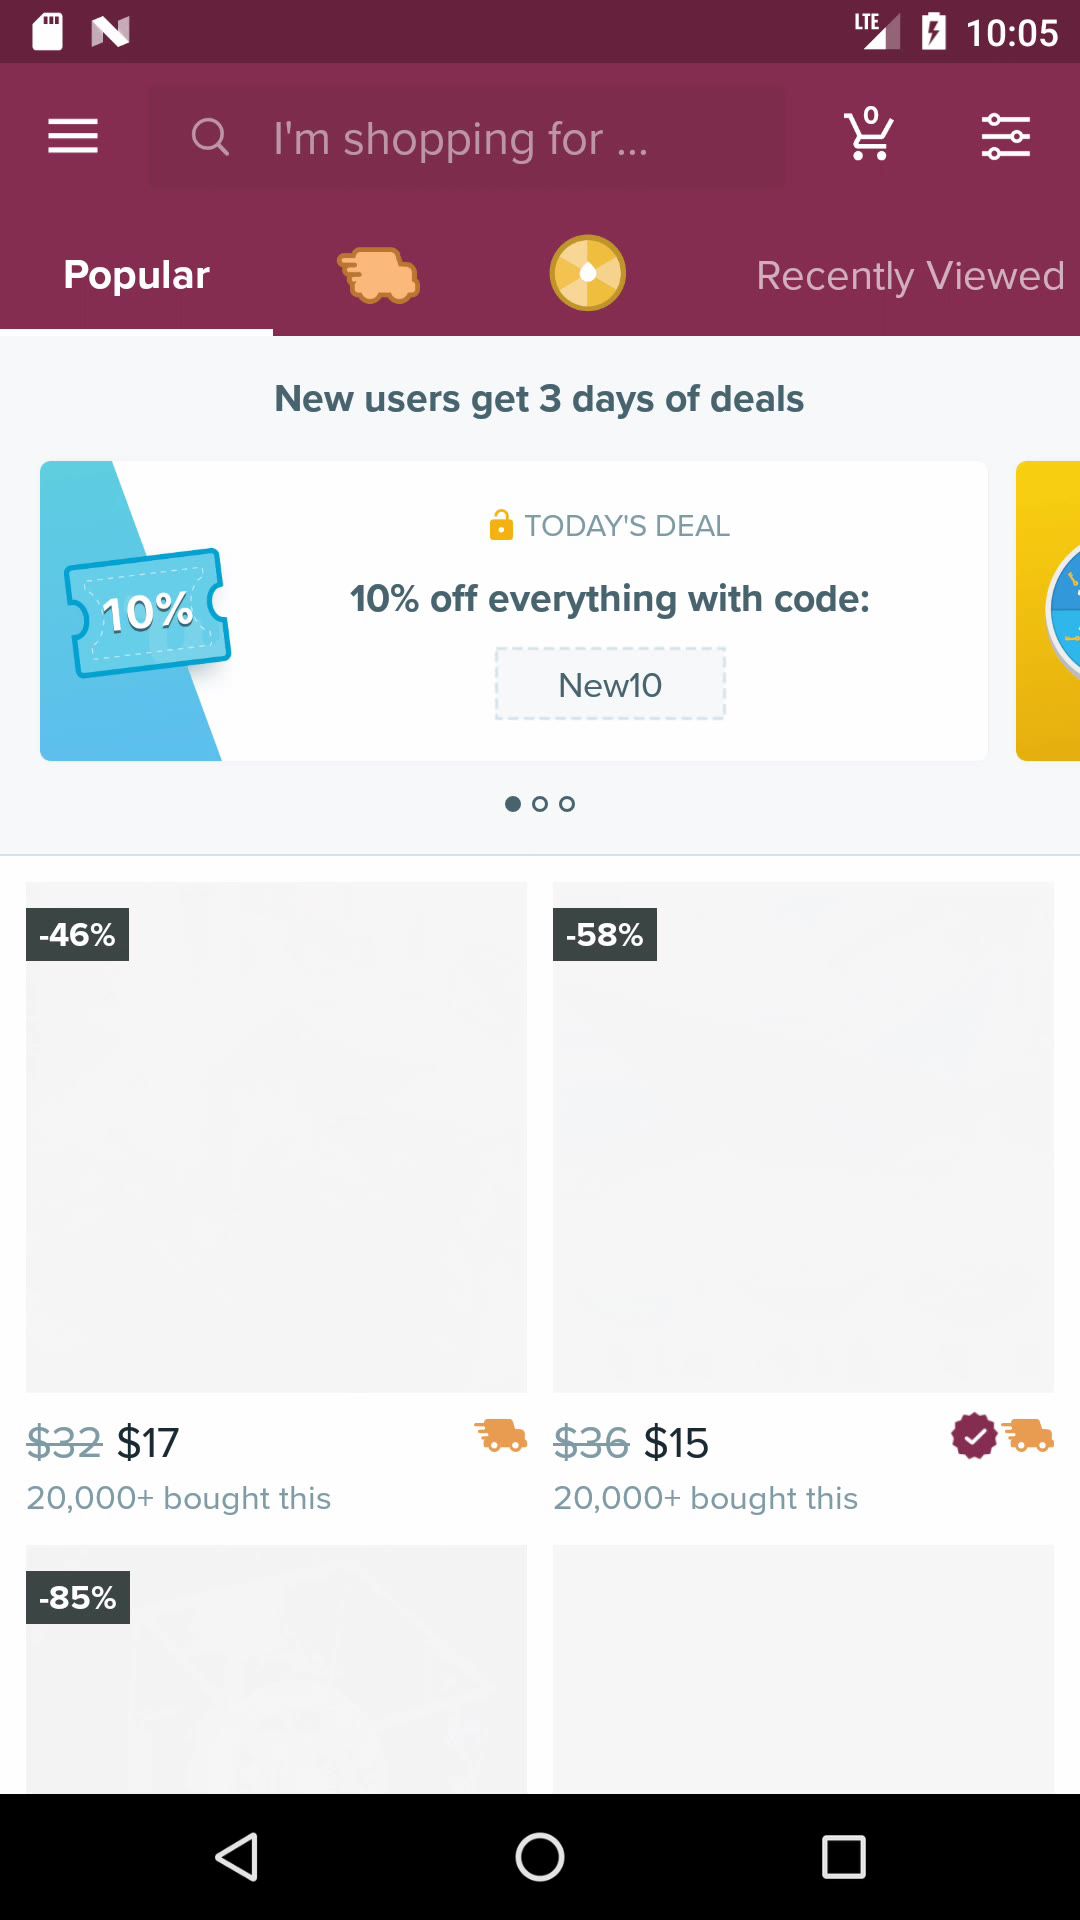 LTE 10:05
I'm shopping for ...
0
Popular
Recently Viewed
New users get 3 days of deals
TODAY'S DEAL
10%
10% off everything with code:
New10
-46%
-58%
$32 $17
$36 $15
20,000+ bought this
20,000+ bought this
-85%